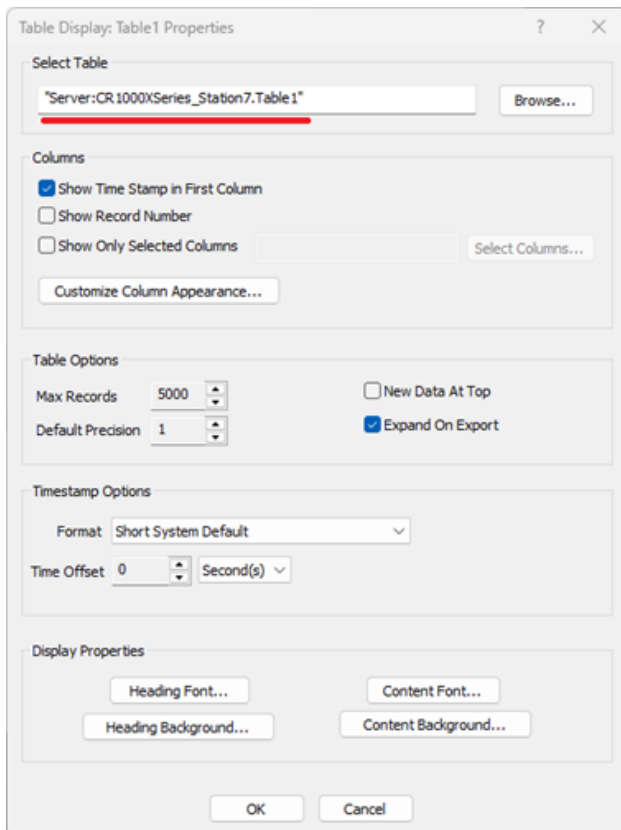 Table Display: Table1 Properties ?
Select Table
"Server:CR1000XSeries_Station7.Table1" Browse...
Columns
Show Time Stamp in First Column
Show Record Number
Show Only Selected Columns Select Columns...
Customize Column Appearance...
Table Options
Max Records 5000 New Data At Top
Default Precision 1 Expand On Export
Timestamp Options
Format Short System Default
Time Offset 0 Second(s)
Display Properties
Heading Font... Content Font...
Heading Background... Content Background...
OK Cancel